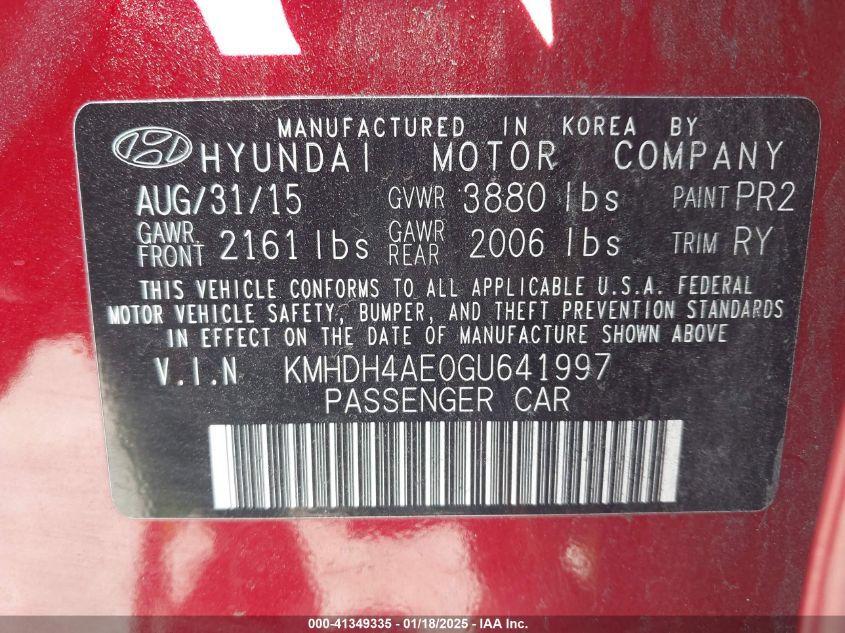 MANUFACTURED IN KOREA BY
HYUNDAI MOTOR COMPANY
AUG/31/15 GVWR 3880 lbs PAINT PR2
GAWR FRONT 2161 lbs GAWR REAR 2006 lbs TRIM RY
THIS VEHICLE CONFORMS TO ALL APPLICABLE U.S.A. FEDERAL
MOTOR VEHICLE SAFETY, BUMPER, AND THEFT PREVENTION STANDARDS
IN EFFECT ON THE DATE OF MANUFACTURE SHOWN ABOVE
V.I.N KMHDH4AE0GU641997
PASSENGER CAR
000-41349335 - 01/18/2025 - IAA Inc.